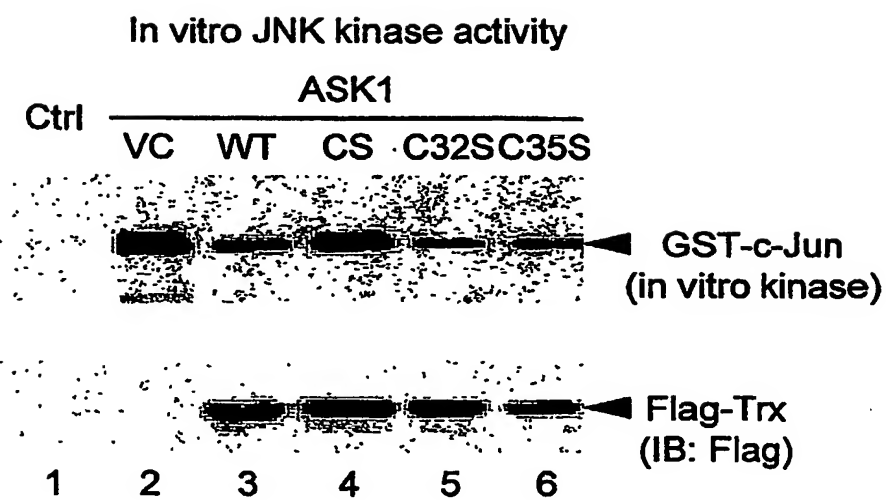 In vitro JNK kinase activity
ASK1
Ctrl
VC WT CS C32S C35S
GST-c-Jun
(in vitro kinase)
Flag-Trx
(IB: Flag)
1 2 3 4 5 6